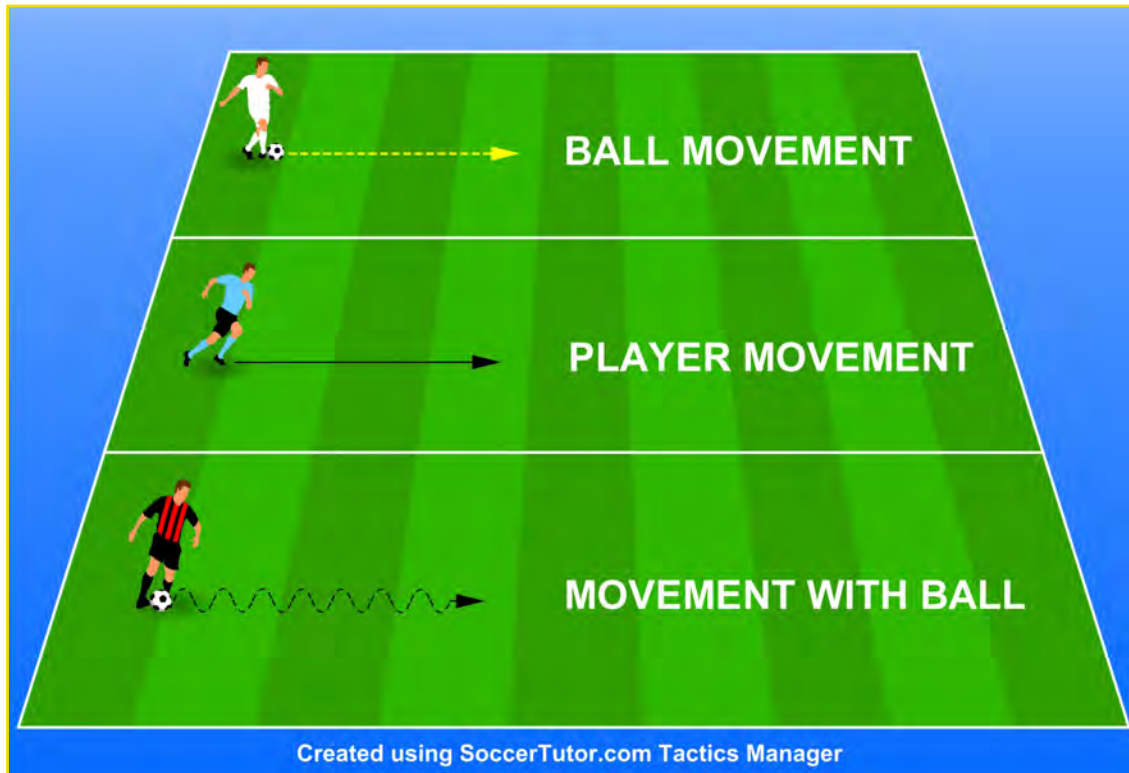 BALL MOVEMENT
PLAYER MOVEMENT
MOVEMENT WITH BALL
Created using SoccerTutor.com Tactics Manager